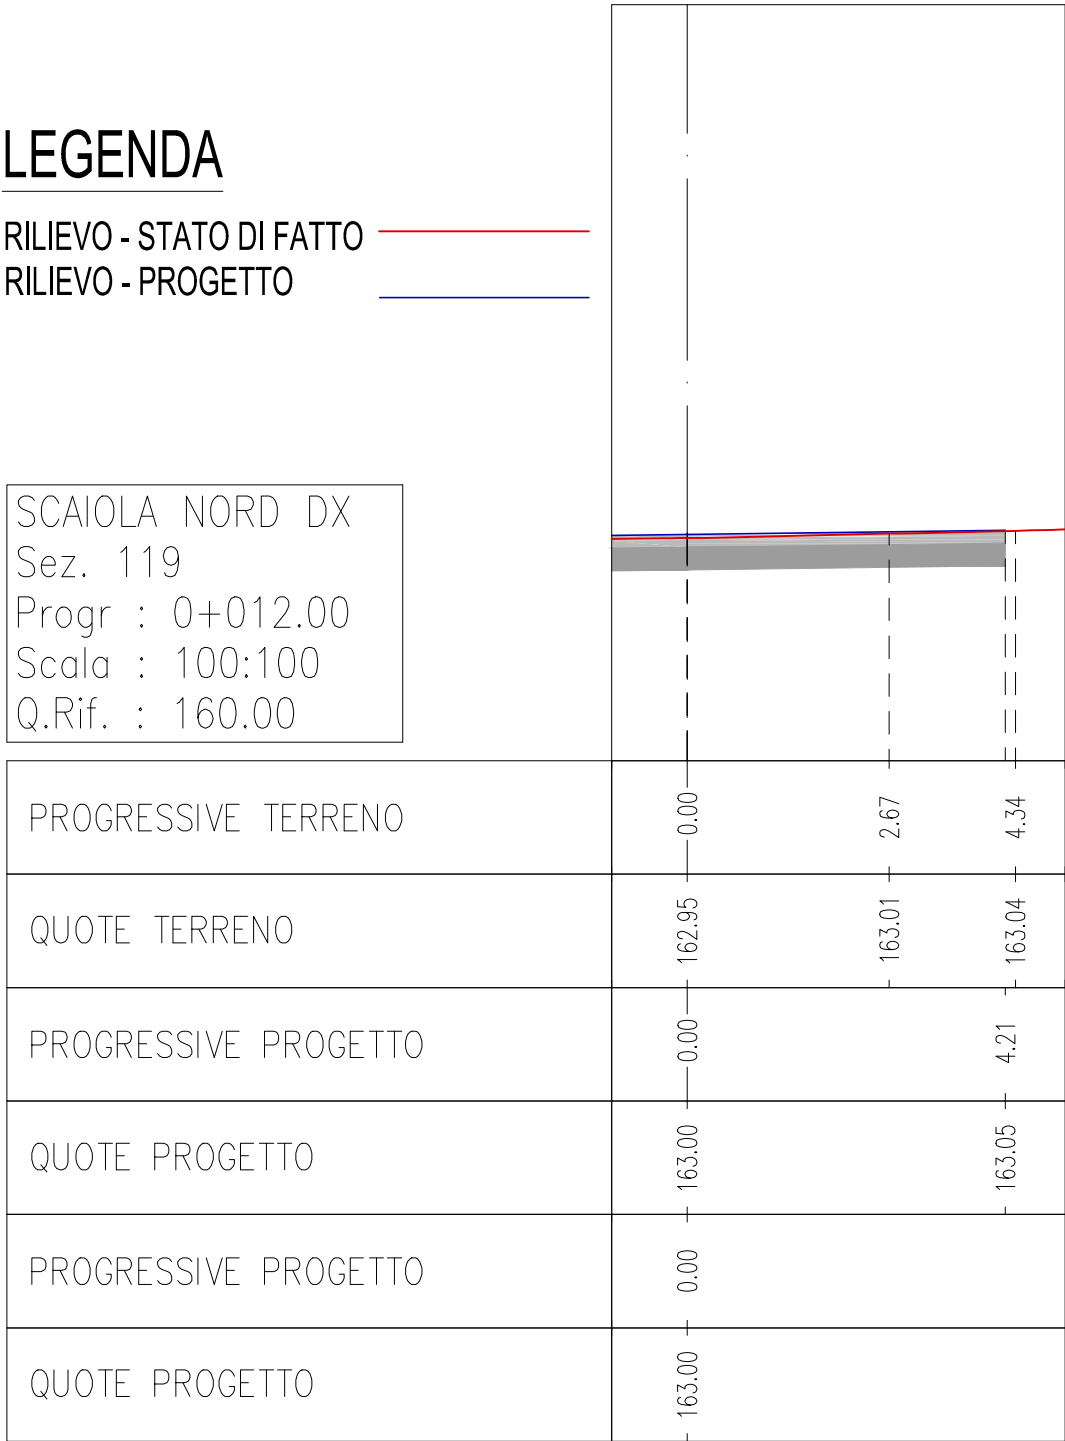 LEGENDA
RILIEVO - STATO DI FATTO
RILIEVO - PROGETTO
SCAIOLA NORD DX
Sez. 119
Progr : 0+012.00
Scala : 100:100
Q.Rif. : 160.00
PROGRESSIVE TERRENO 0.00 2.67 4.34
QUOTE TERRENO 162.95 163.01 163.04
PROGRESSIVE PROGETTO 0.00 4.21
QUOTE PROGETTO 163.00 163.05
PROGRESSIVE PROGETTO 0.00
QUOTE PROGETTO 163.00